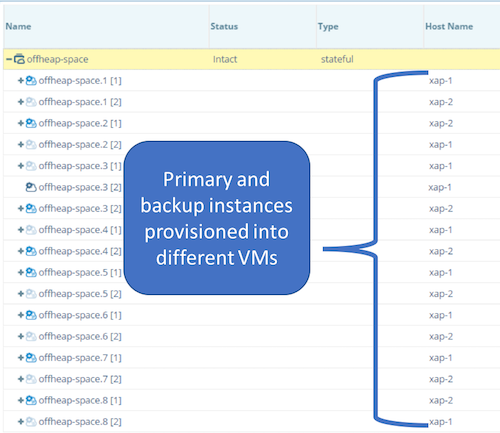 Name Status Type Host Name
offheap-space Intact stateful
offheap-space.1 [1] xap-1
offheap-space.1 [2] xap-2
offheap-space.2 [1] xap-2
offheap-space.2 [2] xap-1
offheap-space.3 [1] xap-1
offheap-space.3 [1] xap-1
offheap-space.3 [2] xap-2
offheap-space.4 [1] xap-1
offheap-space.4 [2] xap-2
offheap-space.5 [1] xap-1
offheap-space.5 [2] xap-2
offheap-space.6 [1] xap-1
offheap-space.6 [2] xap-2
offheap-space.7 [1] xap-1
offheap-space.7 [2] xap-2
offheap-space.8 [1] xap-2
offheap-space.8 [2] xap-1
Primary and
backup instances
provisioned into
different VMs